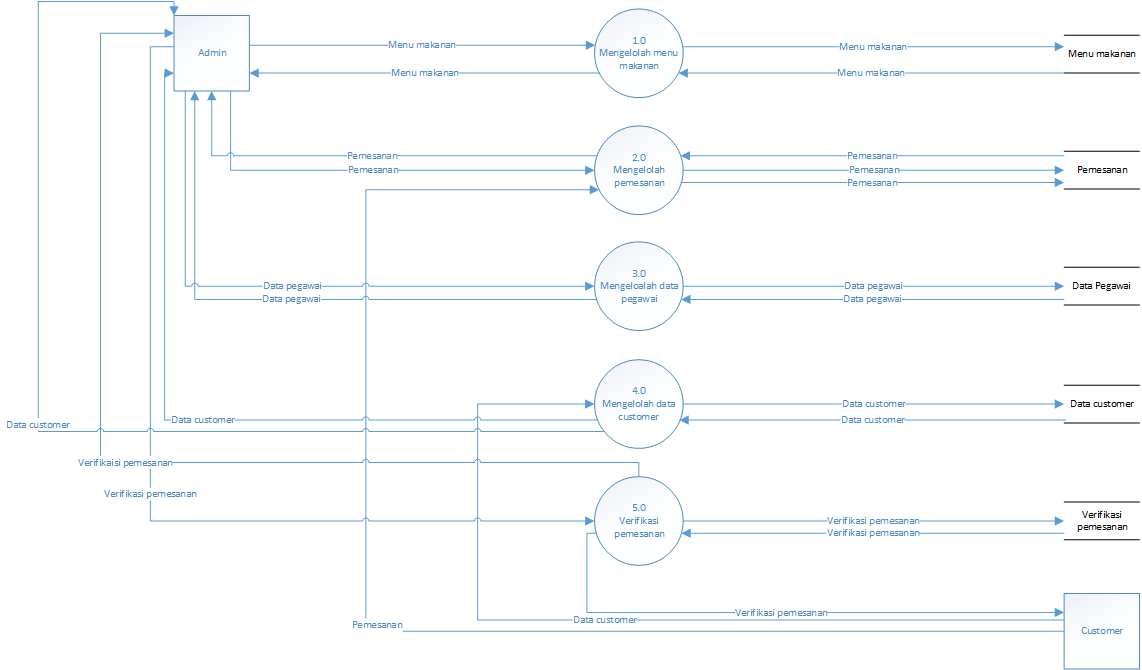 Admin
Menu makanan
1.0
Mengelolah menu
makanan
Menu makanan
Menu makanan
Menu makanan
Menu makanan
Pemesanan
Pemesanan
2.0
Mengelolah
pemesanan
Pemesanan
Pemesanan
Pemesanan
Pemesanan
Data pegawai
Data pegawai
3.0
Mengeloalah data
pegawai
Data pegawai
Data pegawai
Data Pegawai
Data customer
Data customer
4.0
Mengelolah data
customer
Data customer
Data customer
Data customer
Verifikaisi pemesanan
Verifikasi pemesanan
5.0
Verifikasi
pemesanan
Verifikasi pemesanan
Verifikasi pemesanan
Verifikasi
pemesanan
Verifikasi pemesanan
Data customer
Pemesanan
Customer